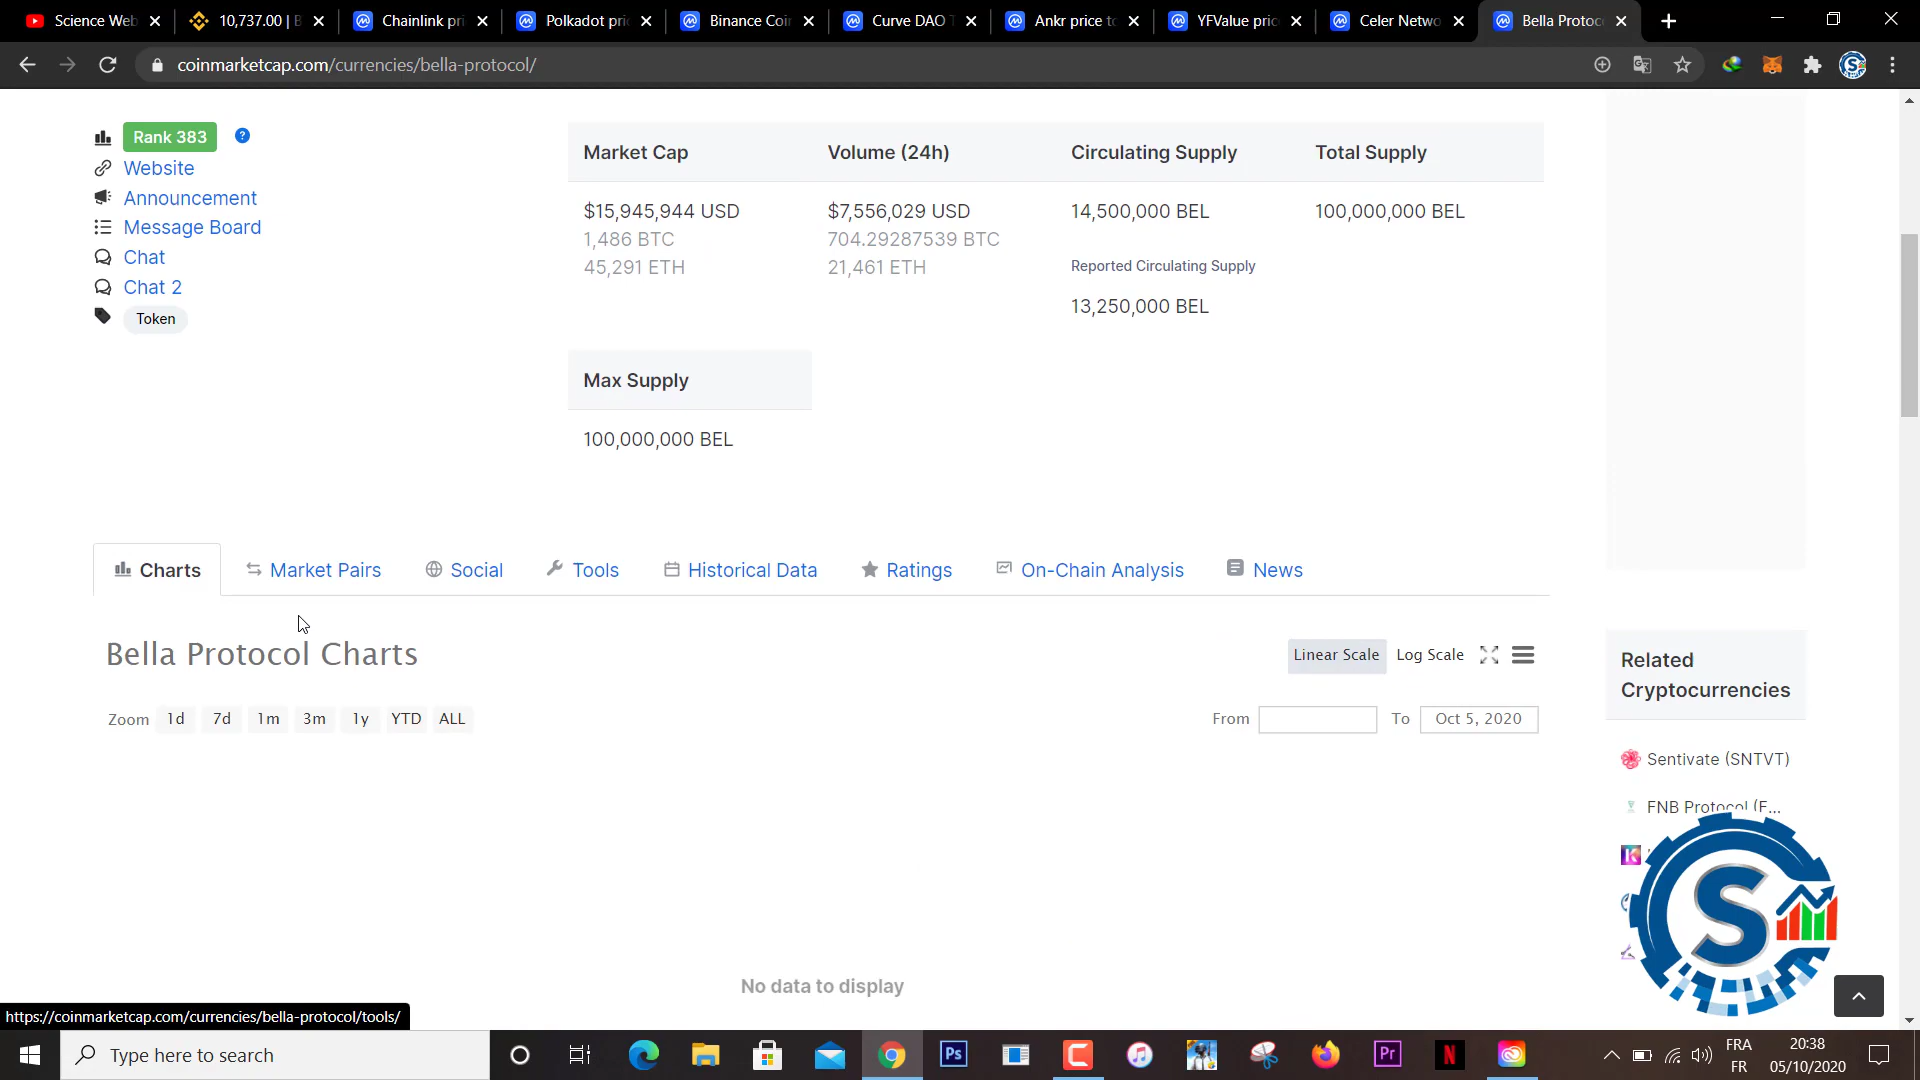 Science Web
10,737.00 | B
Chainlink pri
Polkadot pric
Binance Coin
Curve DAO T
Ankr price to
YFValue pric
Celer Netwo
Bella Protoc
coinmarketcap.com/currencies/bella-protocol/
Rank 383
?
Website
Announcement
Message Board
Chat
Chat 2
Token
Market Cap
Volume (24h)
Circulating Supply
Total Supply
$15,945,944 USD
$7,556,029 USD
14,500,000 BEL
100,000,000 BEL
1,486 BTC
704.29287539 BTC
45,291 ETH
21,461 ETH
Reported Circulating Supply
13,250,000 BEL
Max Supply
100,000,000 BEL
Charts
Market Pairs
Social
Tools
Historical Data
Ratings
On-Chain Analysis
News
Bella Protocol Charts
Linear Scale
Log Scale
Zoom
1d
7d
1m
3m
1y
YTD
ALL
From
To
Oct 5, 2020
No data to display
Related
Cryptocurrencies
Sentivate (SNTVT)
FNB Protocol (F...
S
https://coinmarketcap.com/currencies/bella-protocol/tools/
Type here to search
Ps
Pr
N
FRA
FR
20:38
05/10/2020